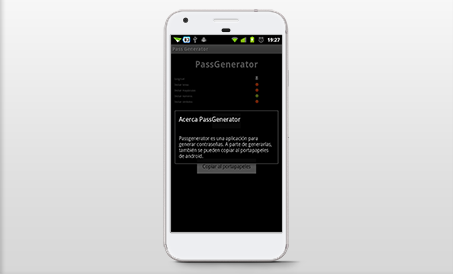 19:27
Pass Generator
PassGenerator
Acerca PassGenerator
Passgenerator es una aplicación para
generar contraseñas. A parte de generarlas,
también se pueden copiar al portapapeles
de android.
Copiar al portapapeles